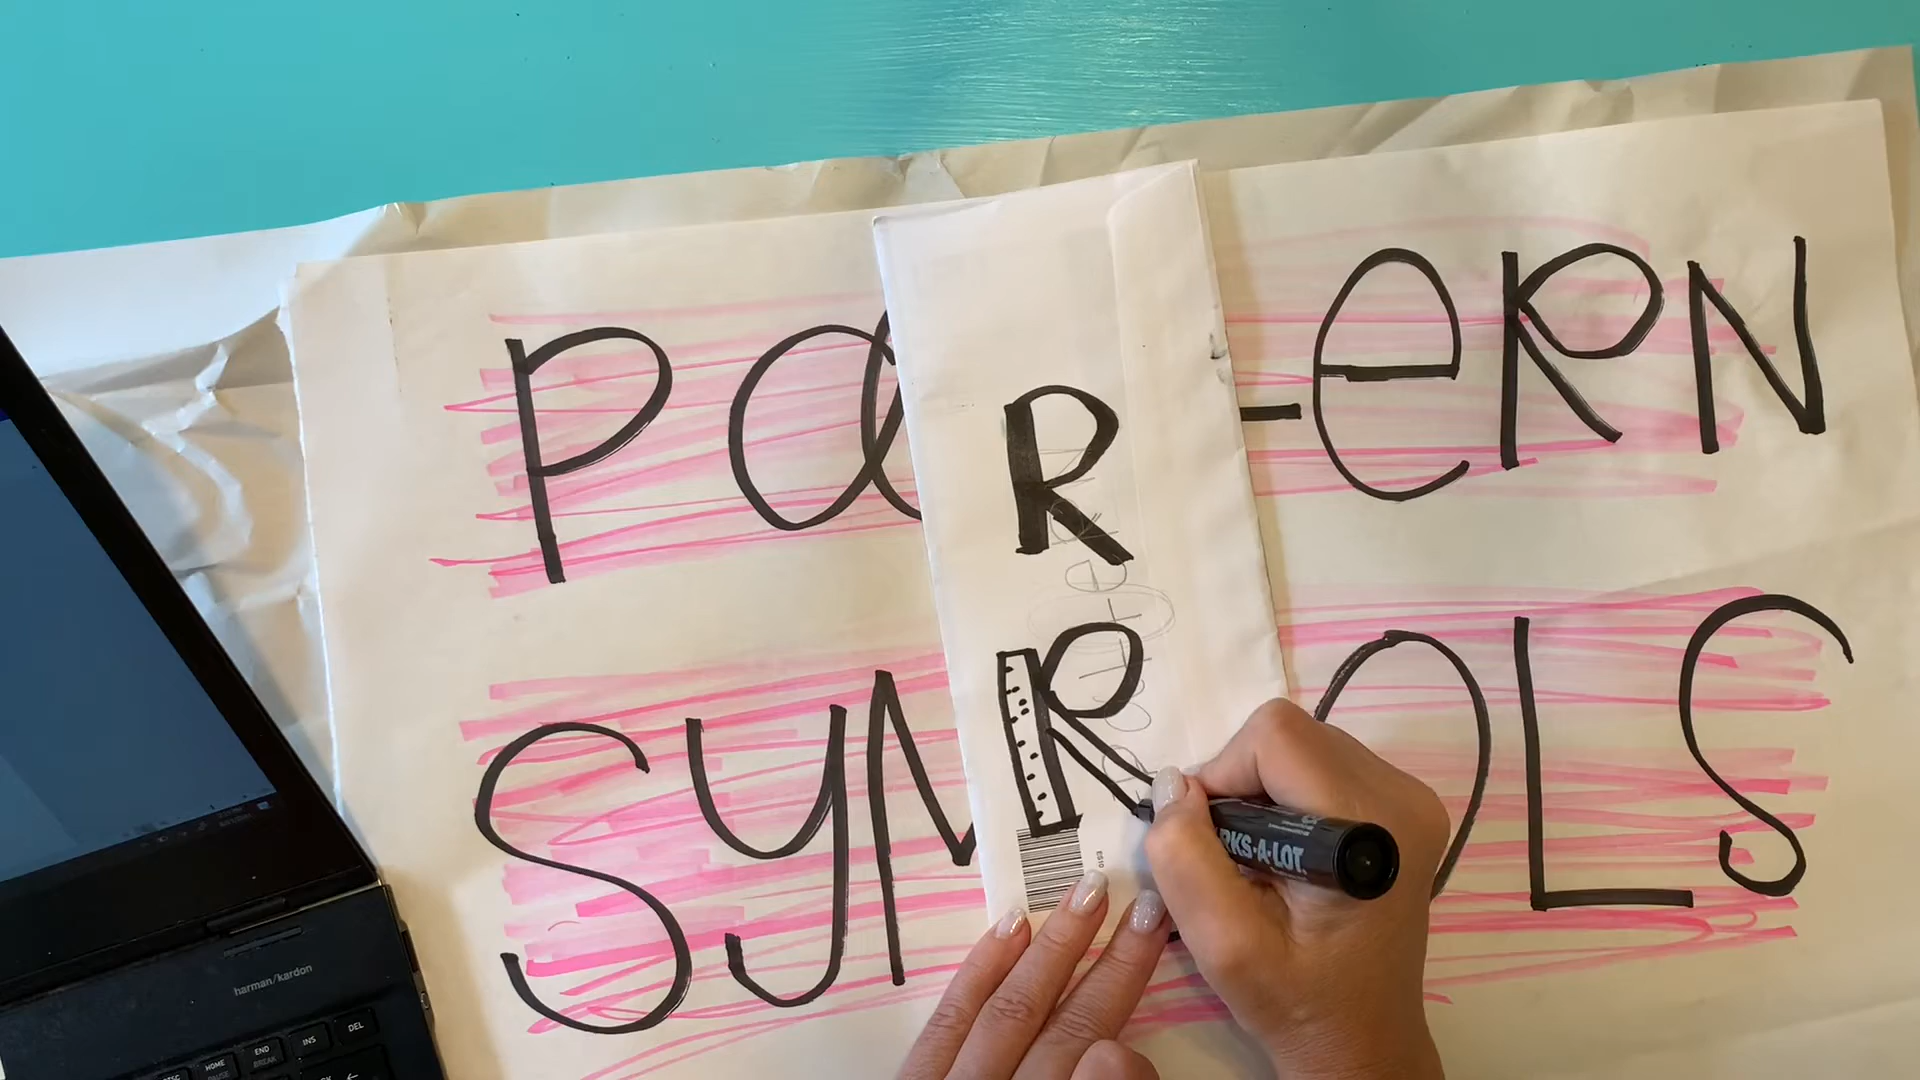 Pa
-eRN
R
SYM
OLS
R
RKS-A-LOT.
harman/kardon
DEL
INS
END
BREAK
HOME